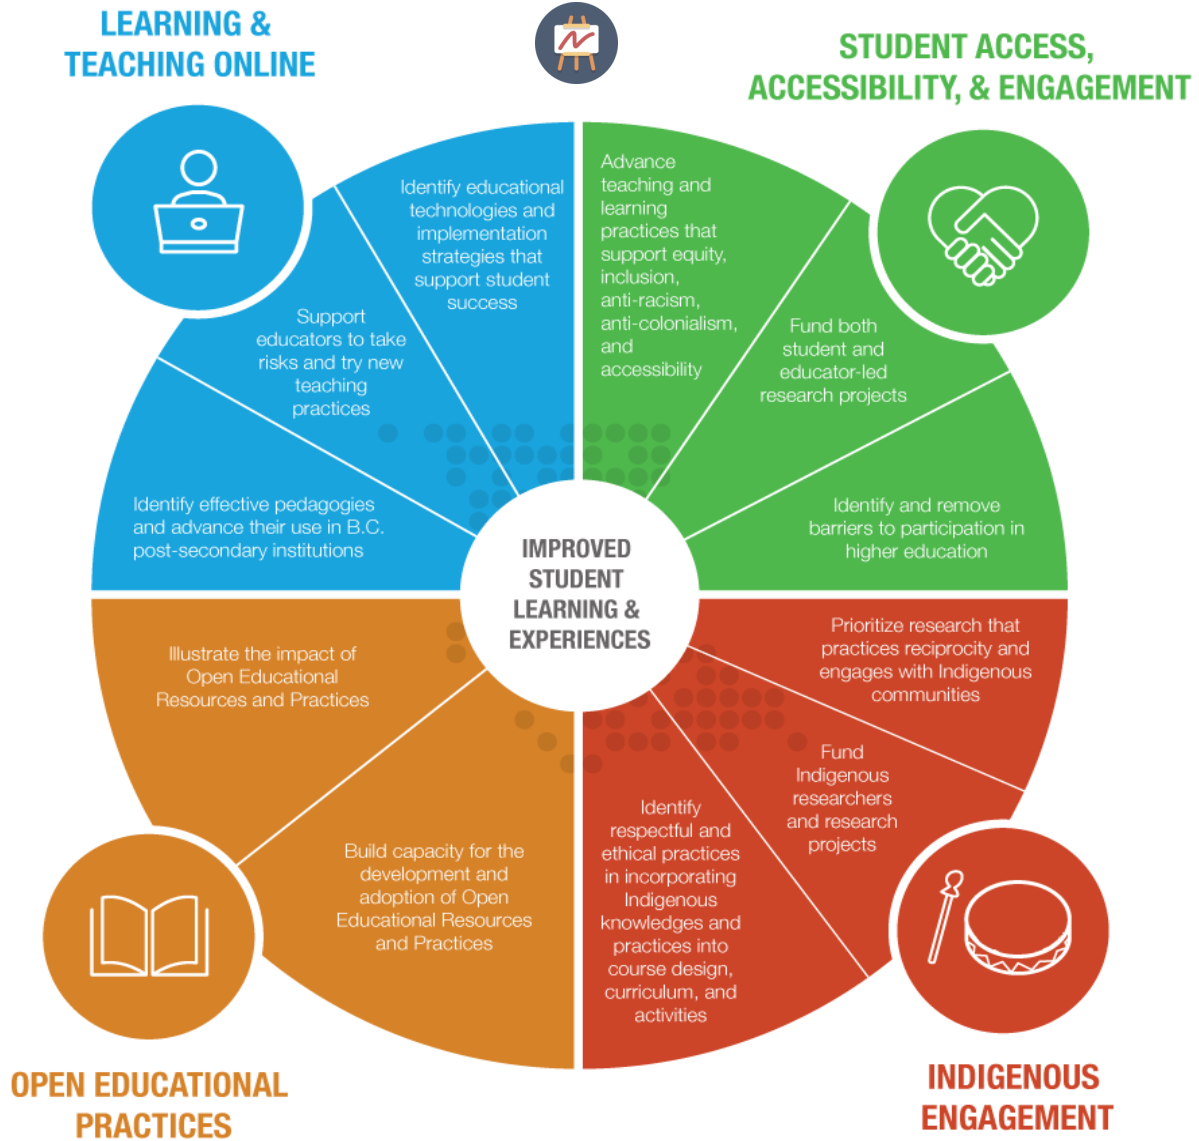 LEARNING &
TEACHING ONLINE
STUDENT ACCESS,
ACCESSIBILITY, & ENGAGEMENT
Identify educational
technologies and
implementation
strategies that
support student
success
Support
educators to take
risks and try new
teaching
practices
Identify effective pedagogies
and advance their use in B.C.
post-secondary institutions
Advance
teaching and
learning
practices that
support equity,
inclusion,
anti-racism,
anti-colonialism,
and
accessibility
Fund both
student and
educator-led
research projects
Identify and remove
barriers to participation in
higher education
IMPROVED
STUDENT
LEARNING &
EXPERIENCES
Illustrate the impact of
Open Educational
Resources and Practices
Build capacity for the
development and
adoption of Open
Educational Resources
and Practices
Prioritize research that
practices reciprocity and
engages with Indigenous
communities
Fund
Indigenous
researchers
and research
projects
Identify
respectful and
ethical practices
in incorporating
Indigenous
knowledges and
practices into
course design,
curriculum, and
activities
OPEN EDUCATIONAL
PRACTICES
INDIGENOUS
ENGAGEMENT